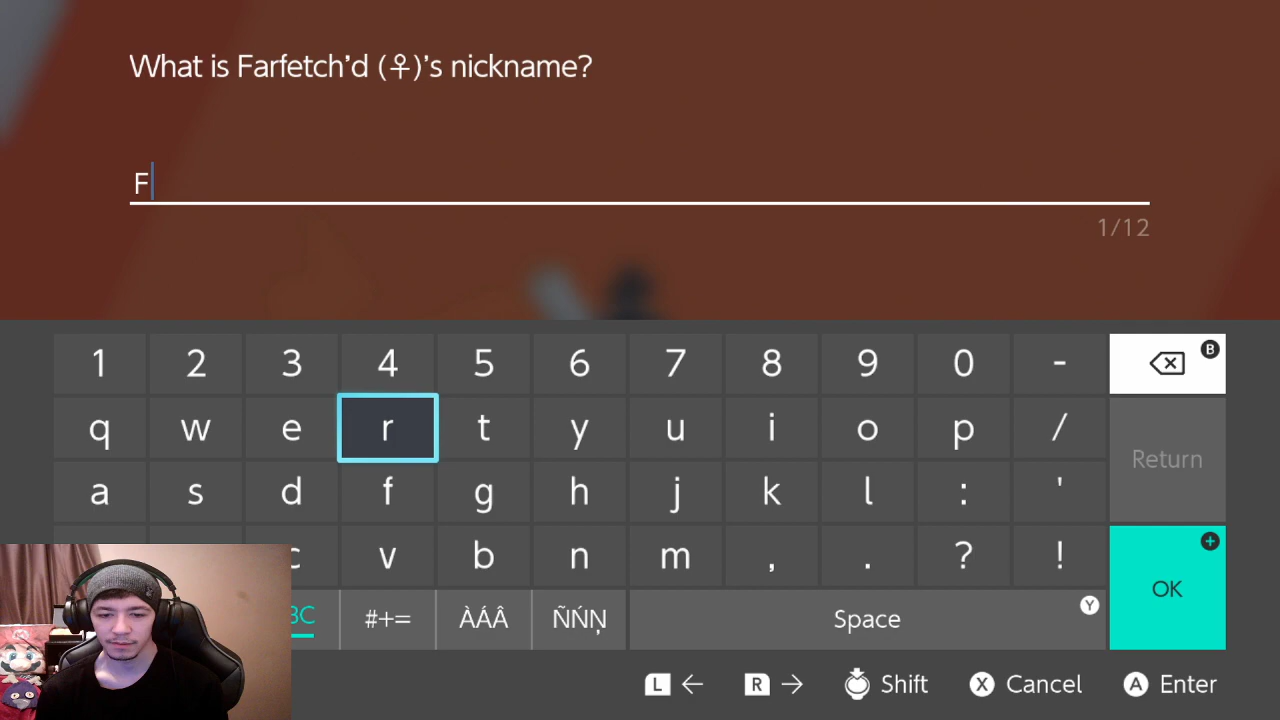 What is Farfetch'd (♀)'s nickname?
F
1/12
1 2 3 4 5 6 7 8 9 0 -
B
q w e r t y u i o p /
Return
a s d f g h j k l : '
c v b n m , . ? !
+
OK
BC #+= ÀÁÂ ÑŃŅ Space Y
L ← R → Shift X Cancel A Enter